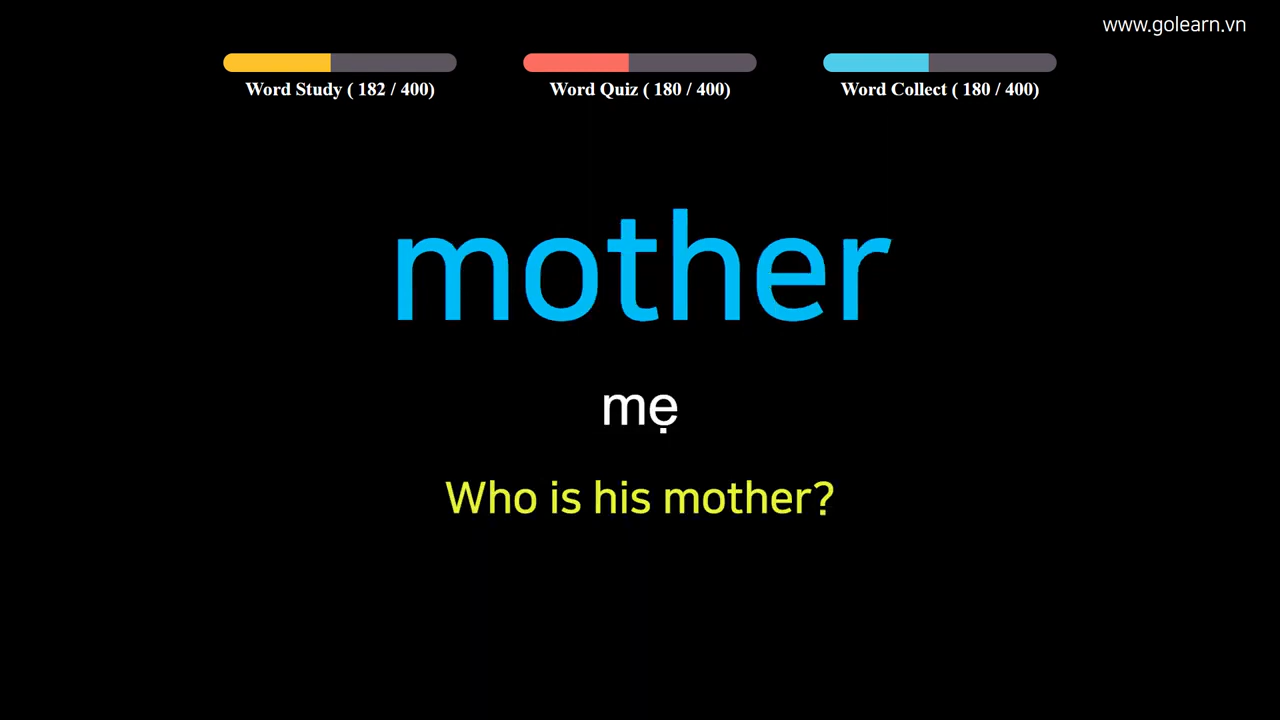 www.golearn.vn
Word Study ( 182 / 400)
Word Quiz ( 180 / 400)
Word Collect ( 180 / 400)
mother
mẹ
Who is his mother?